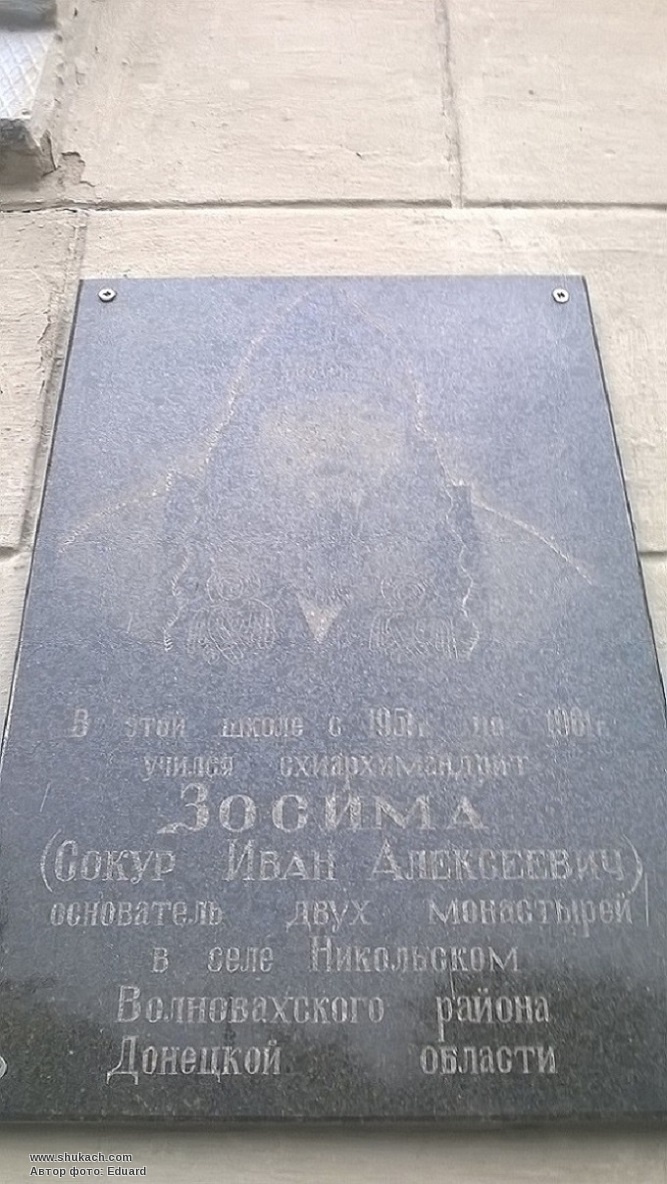 В этой школе с 1951г. по 1961г.
учился схиархимандрит
Зосима
(Сокур Иван Алексеевич)
основатель двух монастырей
в селе Никольском
Волновахского района
Донецкой области
www.shukach.com
Автор фото: Eduard